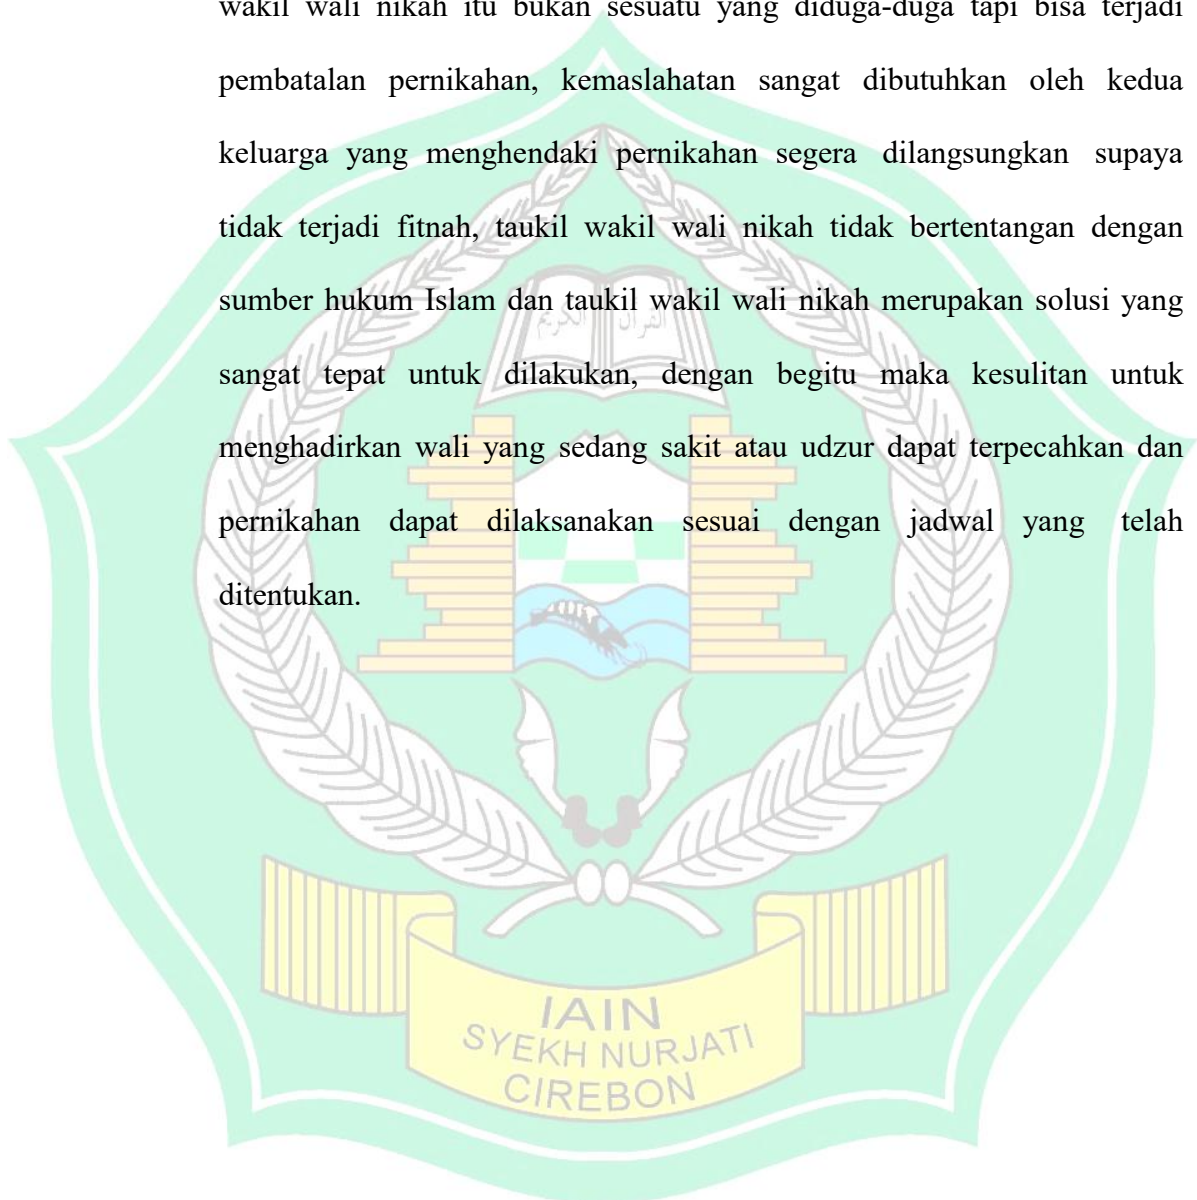 wakil wali nikah itu bukan sesuatu yang diduga-duga tapi bisa terjadi
pembatalan pernikahan, kemaslahatan sangat dibutuhkan oleh kedua
keluarga yang menghendaki pernikahan segera dilangsungkan supaya
tidak terjadi fitnah, taukil wakil wali nikah tidak bertentangan dengan
sumber hukum Islam dan taukil wakil wali nikah merupakan solusi yang
sangat tepat untuk dilakukan, dengan begitu maka kesulitan untuk
menghadirkan wali yang sedang sakit atau udzur dapat terpecahkan dan
pernikahan dapat dilaksanakan sesuai dengan jadwal yang telah
ditentukan.
القرآن الكريم
IAIN
SYEKH NURJATI
CIREBON